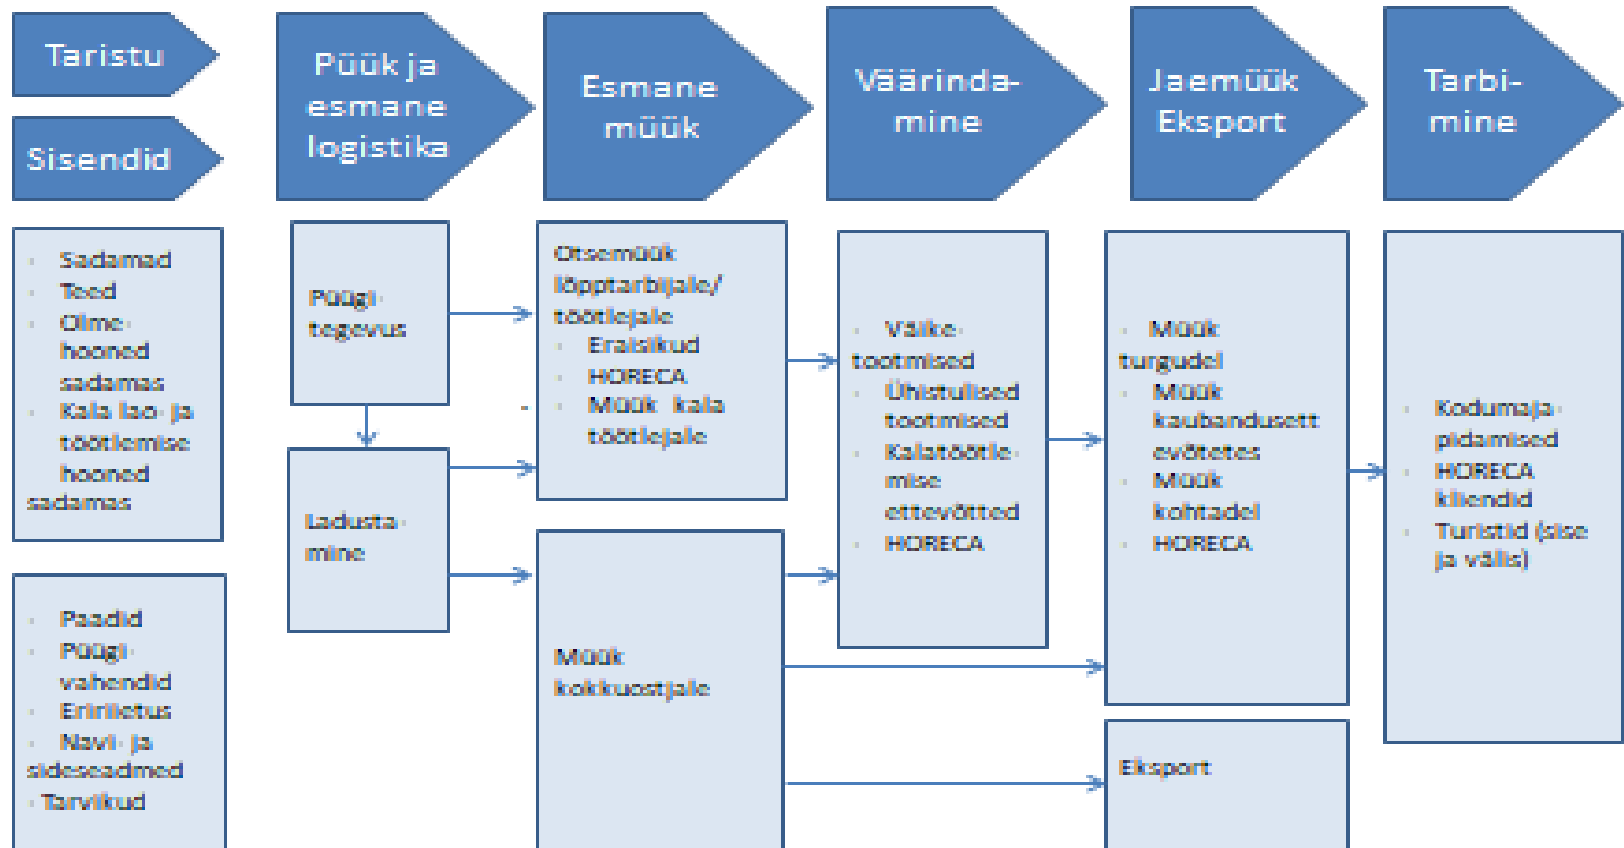 Taristu
Sisendid
Püük ja
esmane
logistika
Esmane
müük
Väärinda-
mine
Jaemüük
Eksport
Tarbi-
mine
Sadamad
Teed
Olme-
hooned
sadamas
Kala lao- ja
töötlemise
hooned
sadamas
Paadid
Püügi-
vahendid
Eririietus
Navi- ja
sideseadmed
Tarvikud
Püügi-
tegevus
Ladusta-
mine
Otsemüük
lõpptarbijale/
töötlejale
Eraisikud
HORECA
Müük kala
töötlejale
Müük
kokkuostjale
Väike-
tootmised
Ühistulised
tootmised
Kalatöötle-
mise
ettevõtted
HORECA
Müük
turgudel
Müük
kaubandusett
evõtetes
Müük
kohtadel
HORECA
Eksport
Kodumaja-
pidamised
HORECA
kliendid
Turistid (sise
ja välis)